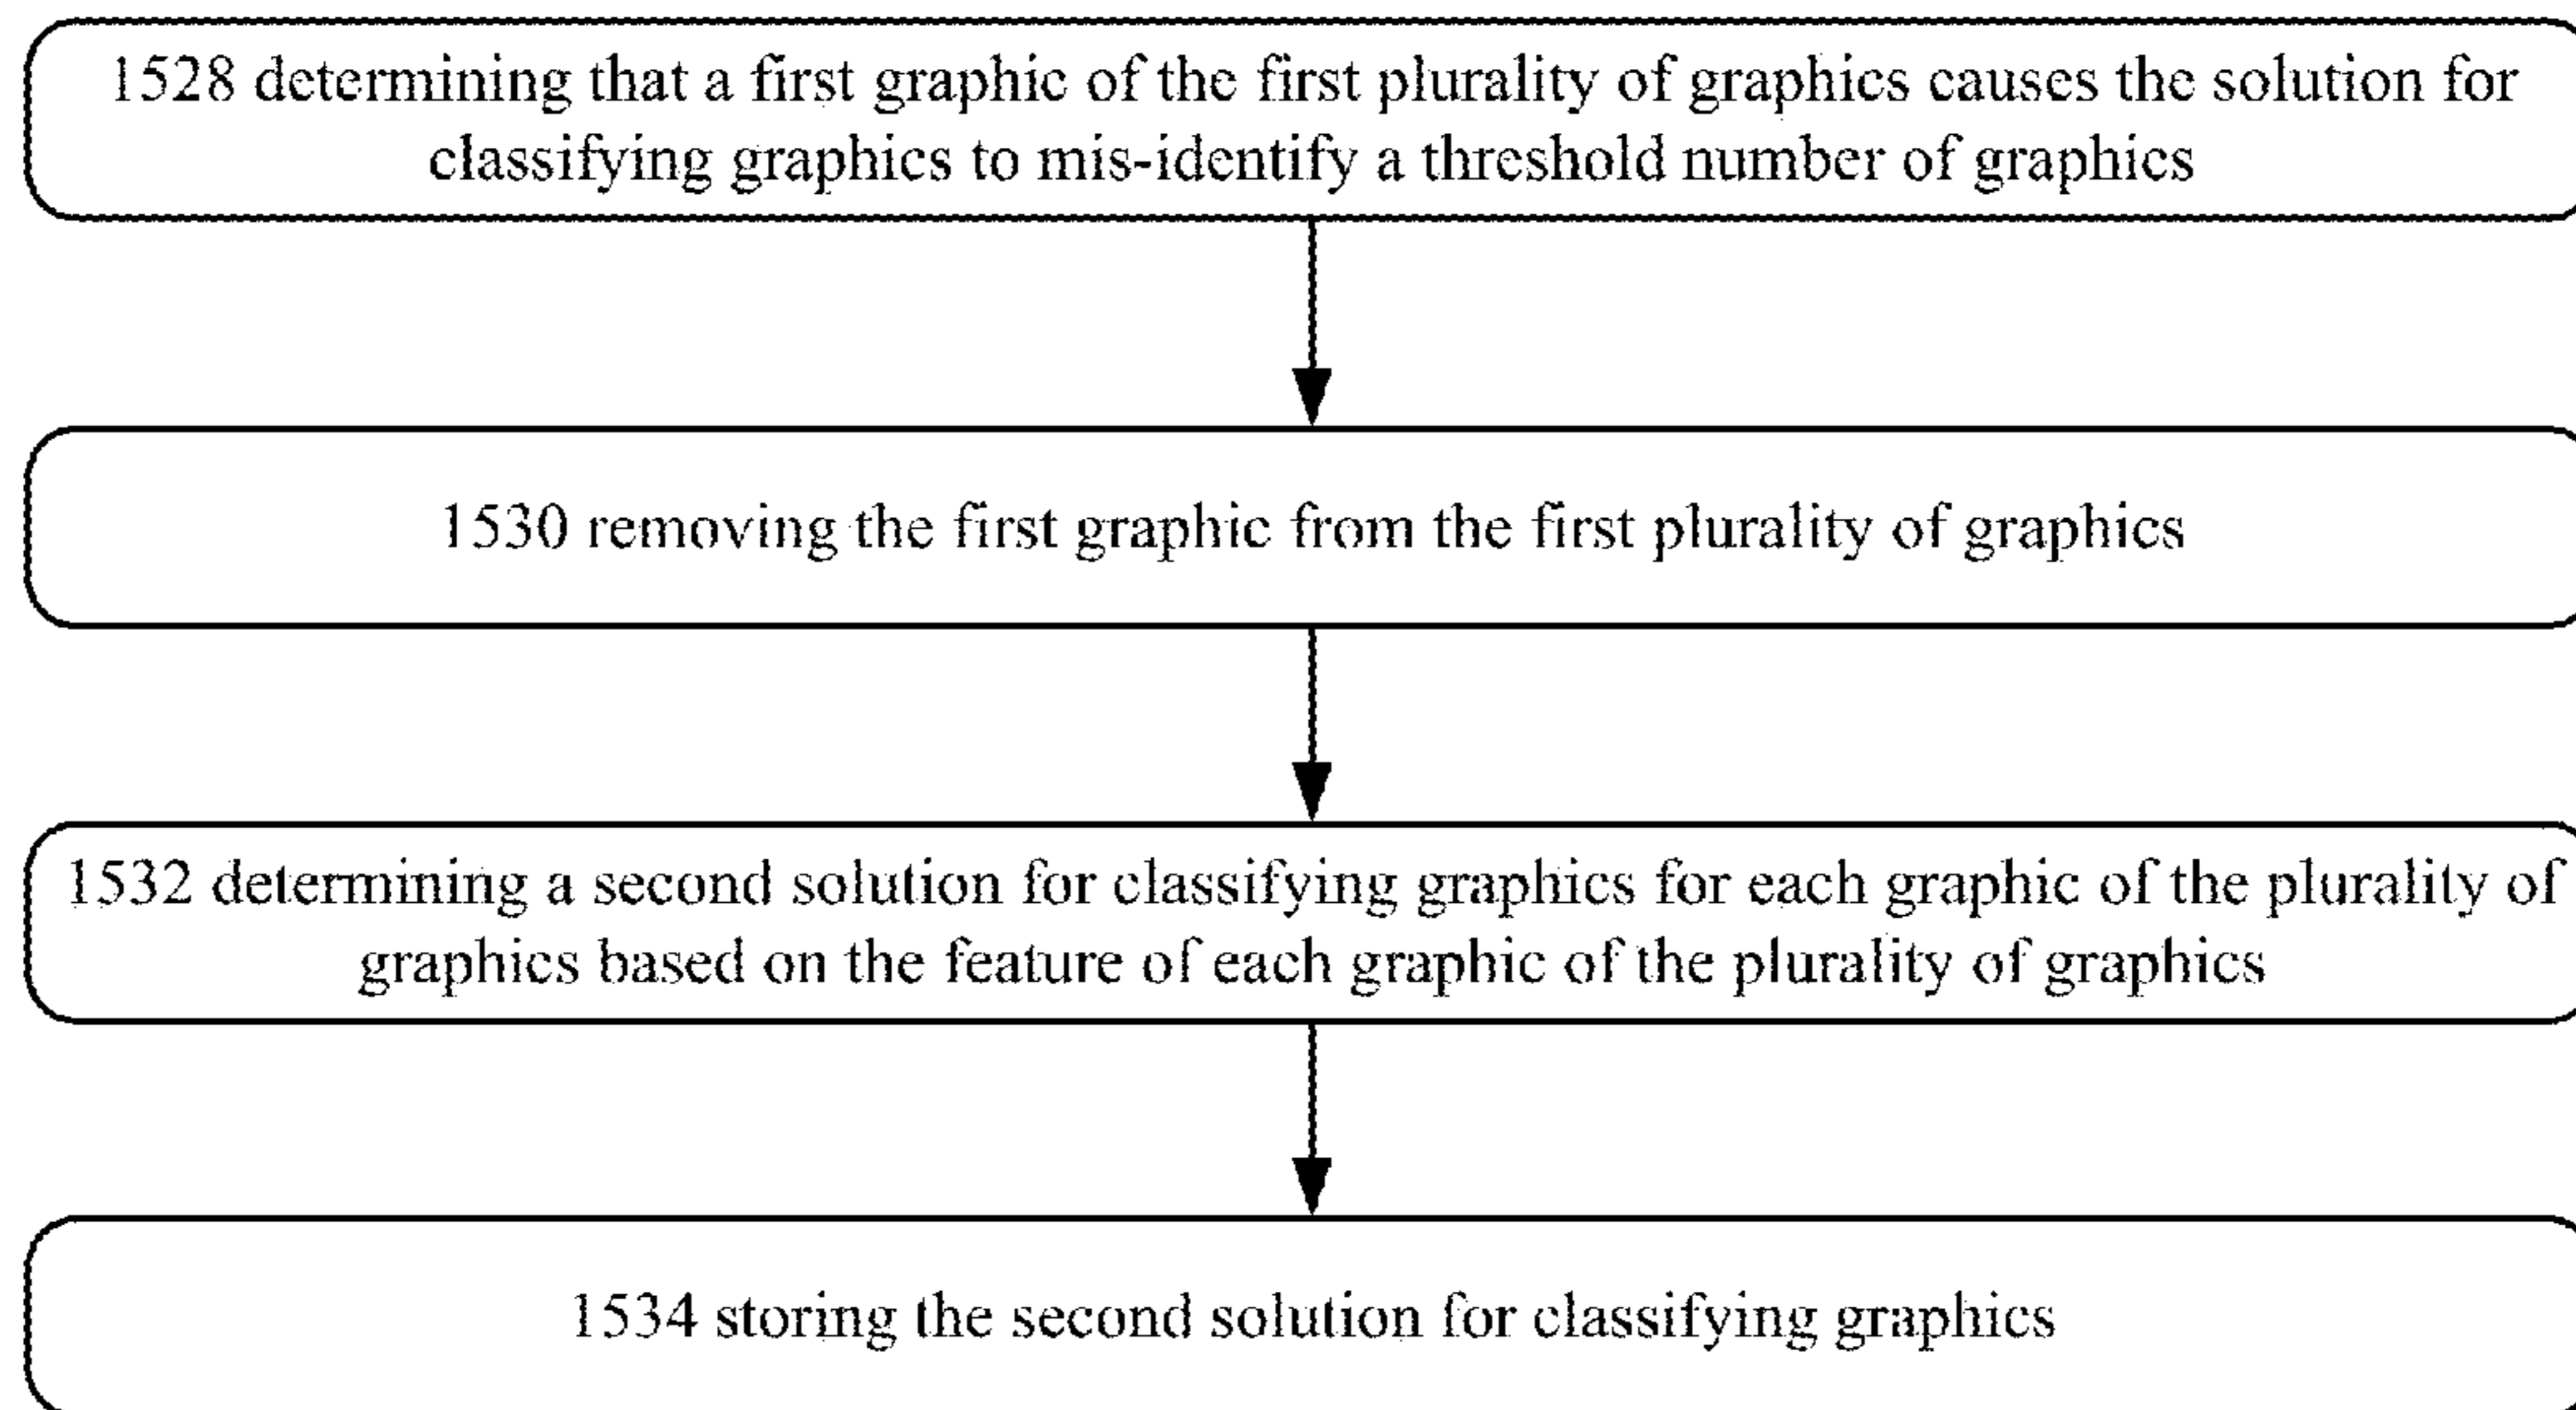 1528 determining that a first graphic of the first plurality of graphics causes the solution for
classifying graphics to mis-identify a threshold number of graphics
1530 removing the first graphic from the first plurality of graphics
1532 determining a second solution for classifying graphics for each graphic of the plurality of
graphics based on the feature of each graphic of the plurality of graphics
1534 storing the second solution for classifying graphics